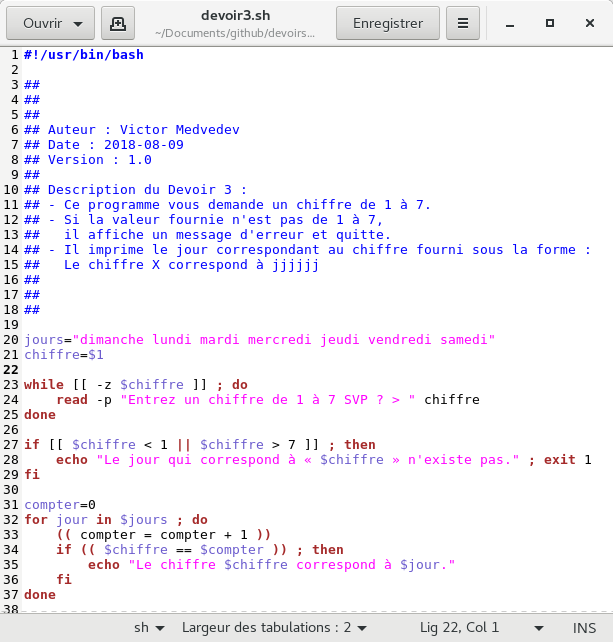 Ouvrir
devoir3.sh
~/Documents/github/devoirs...
Enregistrer
1 #!/usr/bin/bash
2
3 ##
4 ##
5 ##
6 ## Auteur : Victor Medvedev
7 ## Date : 2018-08-09
8 ## Version : 1.0
9 ##
10 ## Description du Devoir 3 :
11 ## - Ce programme vous demande un chiffre de 1 à 7.
12 ## - Si la valeur fournie n'est pas de 1 à 7,
13 ##   il affiche un message d'erreur et quitte.
14 ## - Il imprime le jour correspondant au chiffre fourni sous la forme :
15 ##   Le chiffre X correspond à jjjjjj
16 ##
17 ##
18 ##
19
20 jours="dimanche lundi mardi mercredi jeudi vendredi samedi"
21 chiffre=$1
22
23 while [[ -z $chiffre ]] ; do
24     read -p "Entrez un chiffre de 1 à 7 SVP ? > " chiffre
25 done
26
27 if [[ $chiffre < 1 || $chiffre > 7 ]] ; then
28     echo "Le jour qui correspond à « $chiffre » n'existe pas." ; exit 1
29 fi
30
31 compter=0
32 for jour in $jours ; do
33     (( compter = compter + 1 ))
34     if (( $chiffre == $compter )) ; then
35         echo "Le chiffre $chiffre correspond à $jour."
36     fi
37 done
38
sh
Largeur des tabulations : 2
Lig 22, Col 1
INS